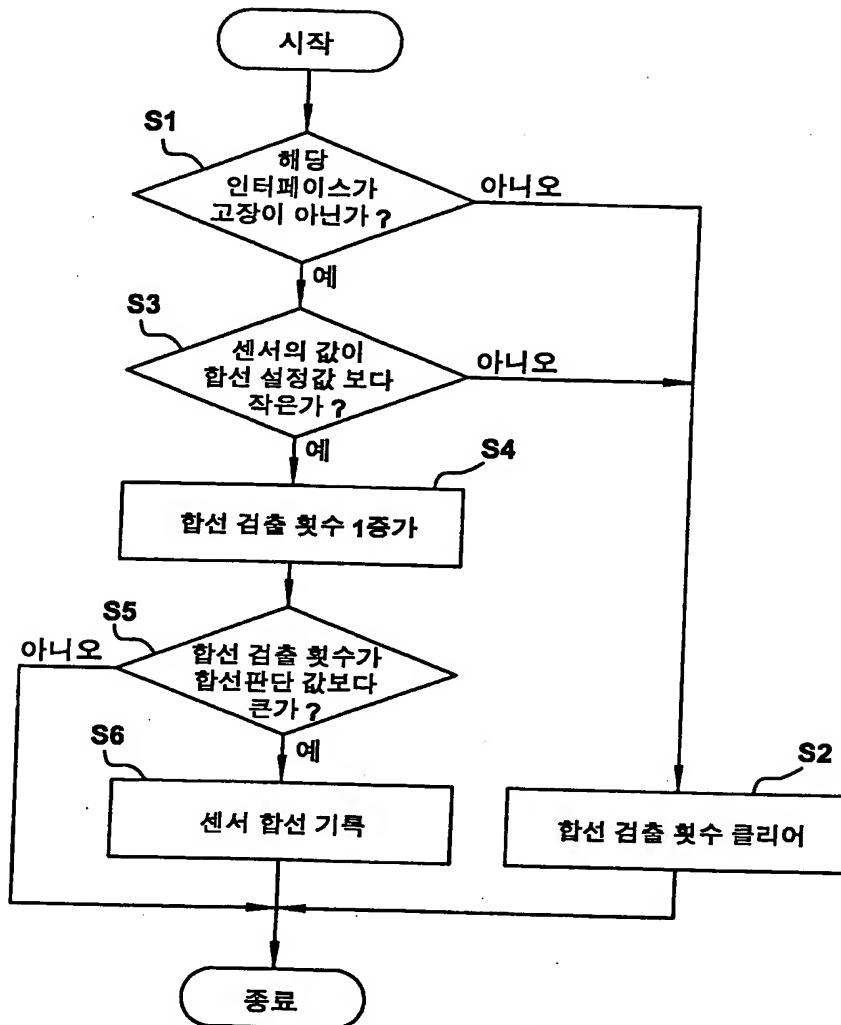 시작
S1
해당
인터페이스가
고장이 아닌가 ?
아니오
예
S3
센서의 값이
합선 설정값 보다
작은가 ?
아니오
예
S4
합선 검출 횟수 1증가
S5
아니오
합선 검출 횟수가
합선판단 값보다
큰가 ?
예
S6
센서 합선 기록
S2
합선 검출 횟수 클리어
종료